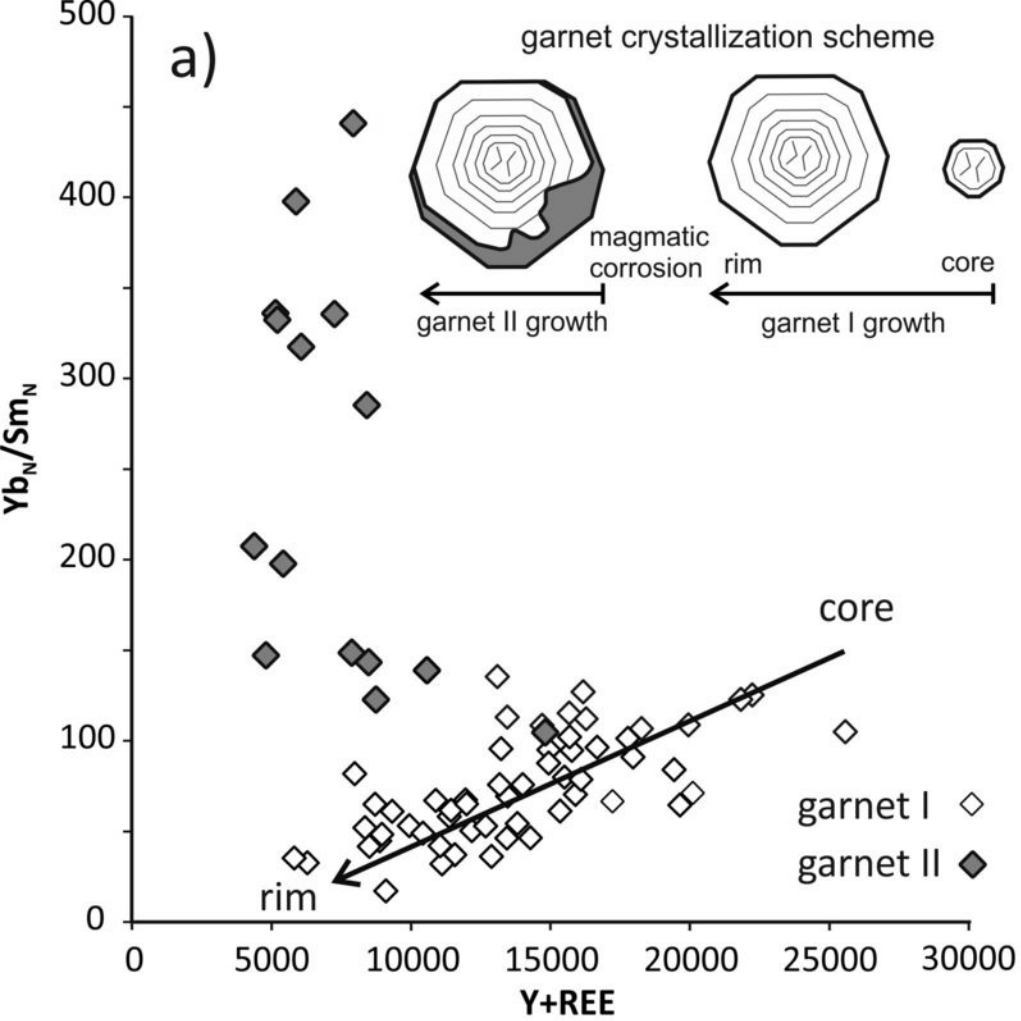 a)
garnet crystallization scheme
magmatic
corrosion
rim
core
garnet II growth
garnet I growth
500
400
300
200
100
0
Yb_N/Sm_N
core
rim
garnet I
garnet II
0
5000
10000
15000
20000
25000
30000
Y+REE